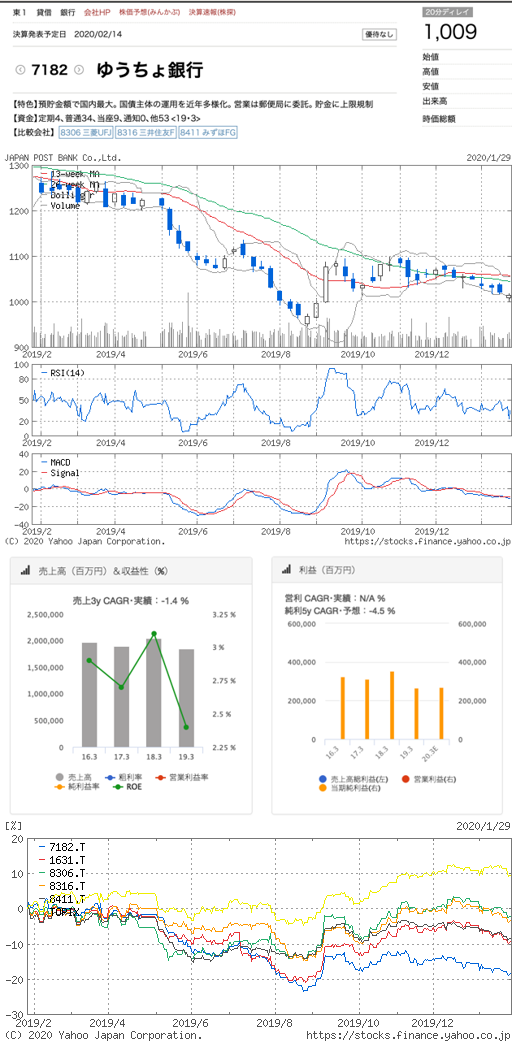 東１ 貸借 銀行 会社HP 株価予想(みんかぶ) 決算速報(株探)
20分ディレイ
1,009
決算発表予定日 2020/02/14 優待なし
7182 ゆうちょ銀行
始値
高値
安値
出来高
時価総額
【特色】預貯金額で国内最大。国債主体の運用を近年多様化。営業は郵便局に委託。貯金に上限規制
【資金】定期4、普通34、当座9、通知0、他53 <19・3>
【比較会社】 8306 三菱UFJ 8316 三井住友F 8411 みずほFG
JAPAN POST BANK Co.,Ltd. 2020/1/29
13-week MA
26-week MA
Bollinger
Volume
1300
1200
1100
1000
900
2019/2 2019/4 2019/6 2019/8 2019/10 2019/12
RSI(14)
100
80
60
40
20
0
2019/2 2019/4 2019/6 2019/8 2019/10 2019/12
MACD
Signal
40
20
0
-20
-40
2019/2 2019/4 2019/6 2019/8 2019/10 2019/12
(C) 2020 Yahoo Japan Corporation. https://stocks.finance.yahoo.co.jp
売上高（百万円）＆収益性（%）
売上3y CAGR・実績：-1.4 %
2,500,000 3.25 %
2,000,000 3 %
1,500,000
1,000,000 2.75 %
500,000 2.5 %
0 2.25 %
16.3 17.3 18.3 19.3
売上高 粗利率 営業利益率
純利益率 ROE
利益（百万円）
営利 CAGR・実績：N/A %
純利5y CAGR・予想：-4.5 %
600,000 600,000
400,000 400,000
200,000 200,000
0 0
16.3 17.3 18.3 19.3 20.3E
売上高総利益(左) 営業利益(右)
当期純利益(右)
[%] 2020/1/29
7182.T
1631.T
8306.T
8316.T
8411.T
TOPIX
20
10
0
-10
-20
-30
2019/2 2019/4 2019/6 2019/8 2019/10 2019/12
(C) 2020 Yahoo Japan Corporation. https://stocks.finance.yahoo.co.jp